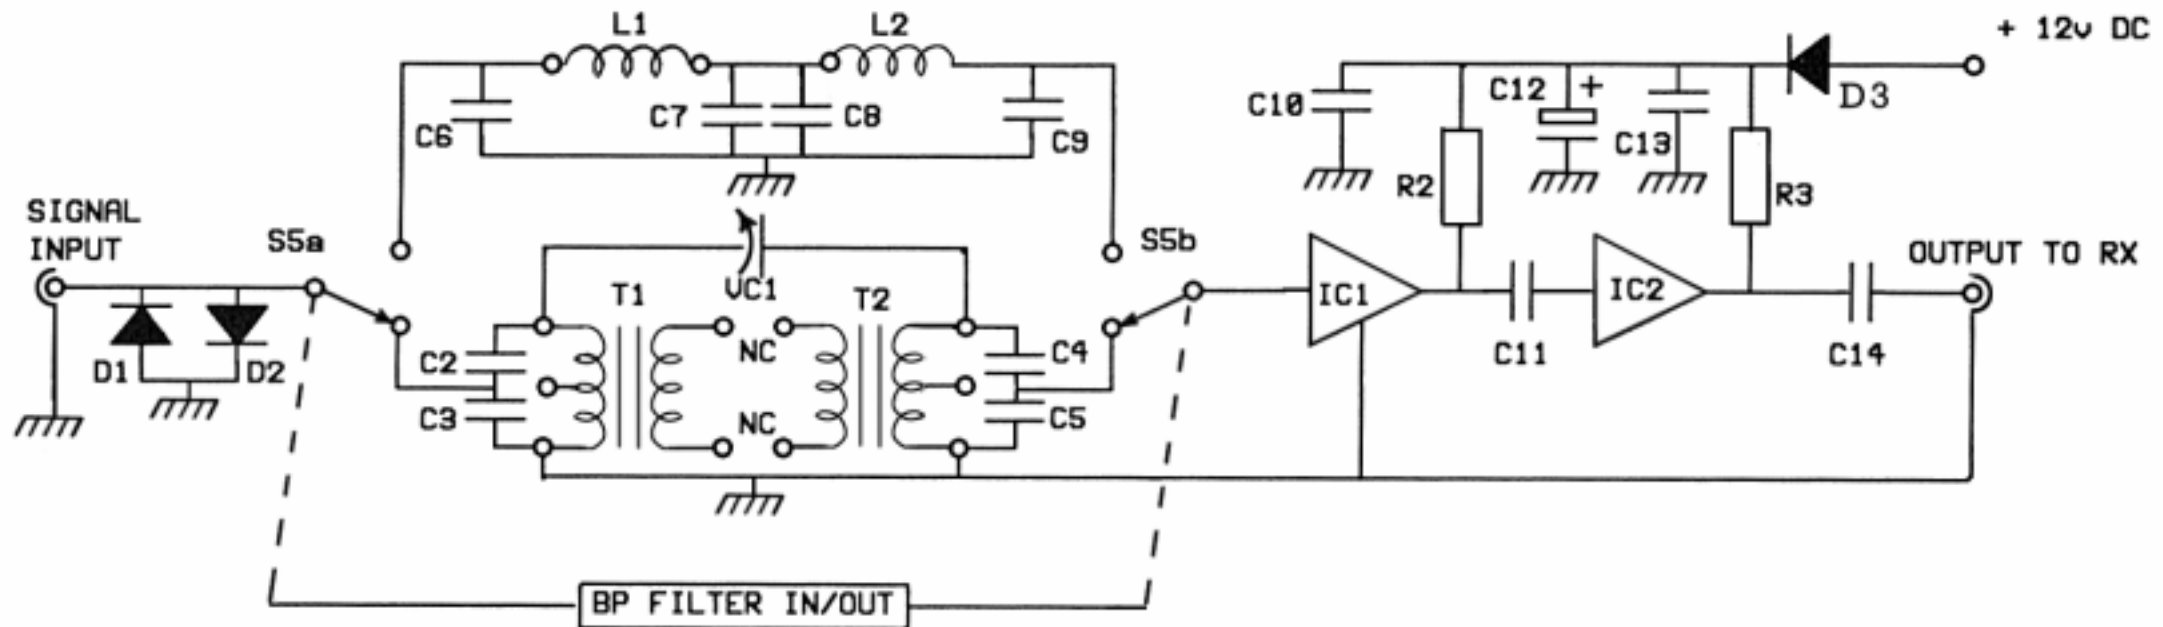 L1
L2
+ 12v DC
C6
C7
C8
C9
C10
C12
+
C13
D3
R2
R3
SIGNAL
INPUT
S5a
S5b
OUTPUT TO RX
D1
D2
T1
VC1
T2
C2
C3
NC
NC
C4
C5
IC1
C11
IC2
C14
BP FILTER IN/OUT